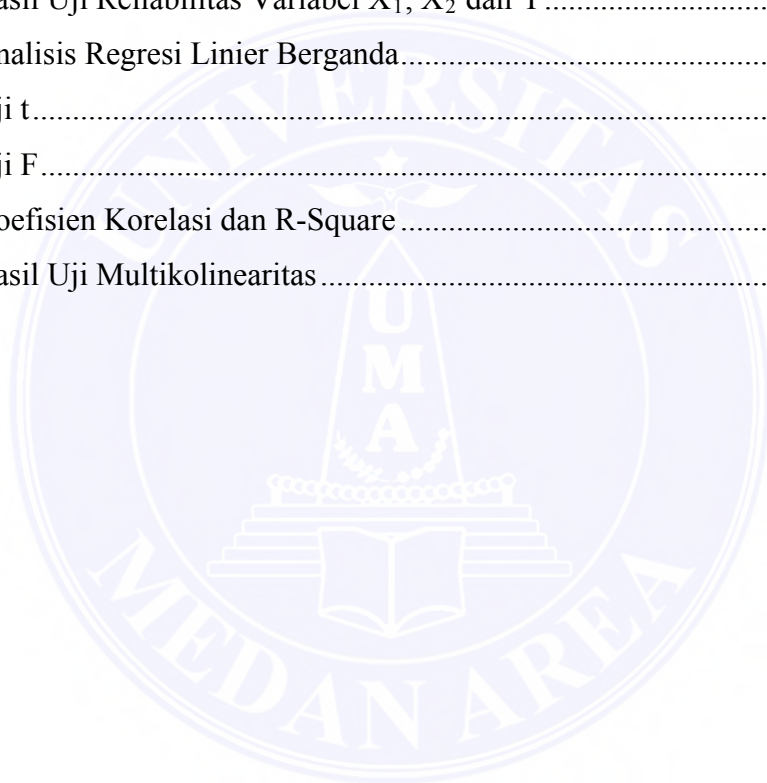 asil Uji Reliabilitas Variabel X₁, X₂ dan Y....................
nalisis Regresi Linier Berganda....................
ji t....................
ji F....................
oefisien Korelasi dan R-Square....................
asil Uji Multikolinearitas....................
UNIVERSITAS
UMA
MEDAN AREA